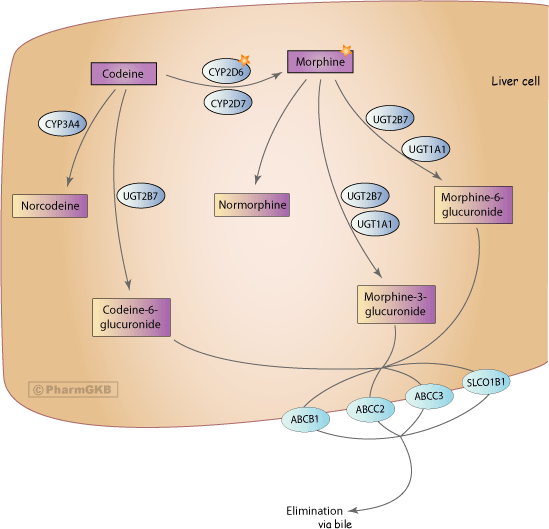 Codeine
CYP2D6
CYP2D7
Morphine
Liver cell
CYP3A4
UGT2B7
UGT1A1
UGT2B7
UGT2B7
UGT1A1
Norcodeine
Normorphine
Morphine-6-
glucuronide
Codeine-6-
glucuronide
Morphine-3-
glucuronide
© PharmGKB
ABCB1
ABCC2
ABCC3
SLCO1B1
Elimination
via bile